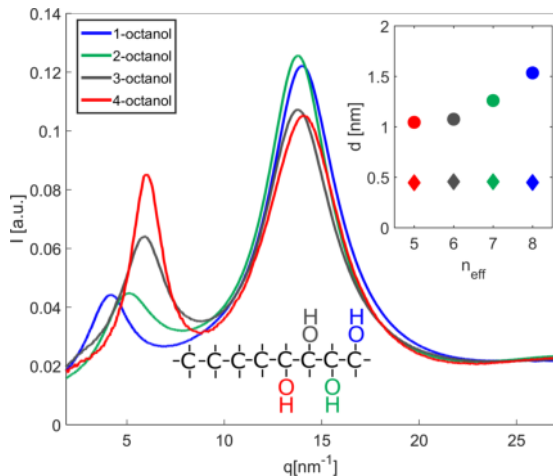 1-octanol
2-octanol
3-octanol
4-octanol
I [a.u.]
0.14
0.12
0.1
0.08
0.06
0.04
0.02
0
5
10
15
20
25
q[nm⁻¹]
d [nm]
2
1.5
1
0.5
0
5
6
7
8
n_eff
H H
O O
-C-C-C-C-C-C-C-C-
O O
H H